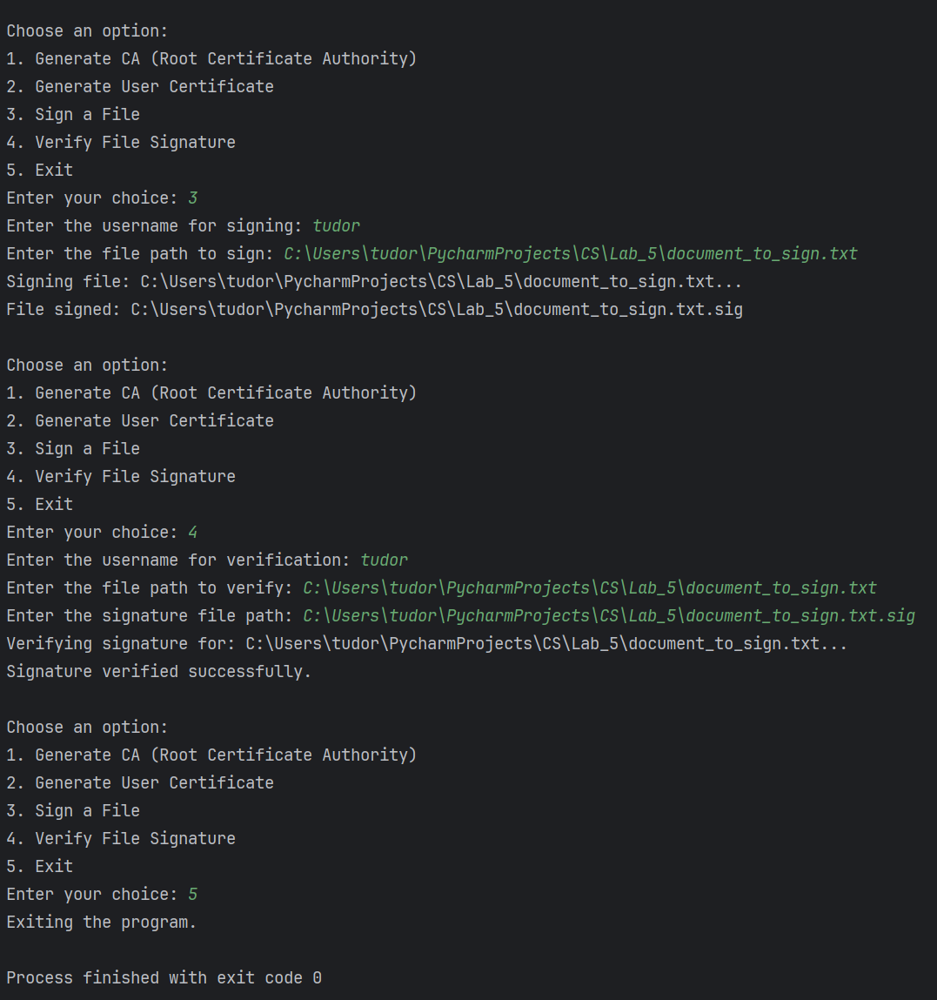 Choose an option:
1. Generate CA (Root Certificate Authority)
2. Generate User Certificate
3. Sign a File
4. Verify File Signature
5. Exit
Enter your choice: 3
Enter the username for signing: tudor
Enter the file path to sign: C:\Users\tudor\PycharmProjects\CS\Lab_5\document_to_sign.txt
Signing file: C:\Users\tudor\PycharmProjects\CS\Lab_5\document_to_sign.txt...
File signed: C:\Users\tudor\PycharmProjects\CS\Lab_5\document_to_sign.txt.sig

Choose an option:
1. Generate CA (Root Certificate Authority)
2. Generate User Certificate
3. Sign a File
4. Verify File Signature
5. Exit
Enter your choice: 4
Enter the username for verification: tudor
Enter the file path to verify: C:\Users\tudor\PycharmProjects\CS\Lab_5\document_to_sign.txt
Enter the signature file path: C:\Users\tudor\PycharmProjects\CS\Lab_5\document_to_sign.txt.sig
Verifying signature for: C:\Users\tudor\PycharmProjects\CS\Lab_5\document_to_sign.txt...
Signature verified successfully.

Choose an option:
1. Generate CA (Root Certificate Authority)
2. Generate User Certificate
3. Sign a File
4. Verify File Signature
5. Exit
Enter your choice: 5
Exiting the program.

Process finished with exit code 0